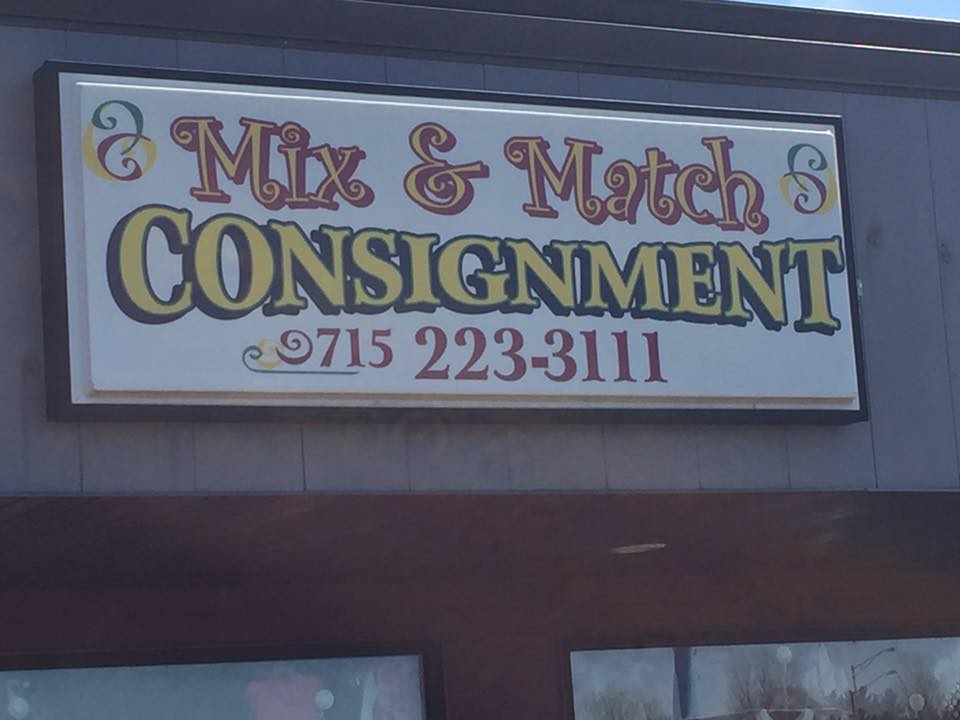 Mix & Match
CONSIGNMENT
715 223-3111